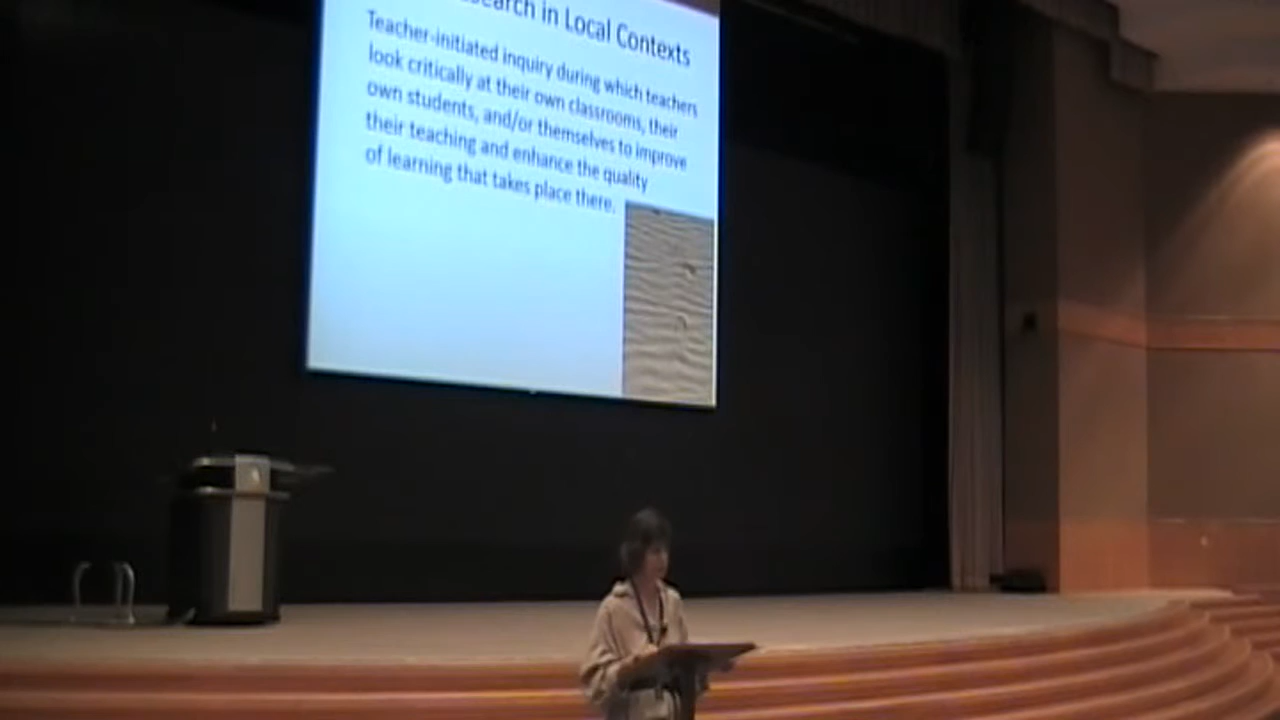 in Local Contexts
Teacher-initiated inquiry during which teachers
look critically at their own classrooms, their
own students, and/or themselves to improve
their teaching and enhance the quality
of learning that takes place there.